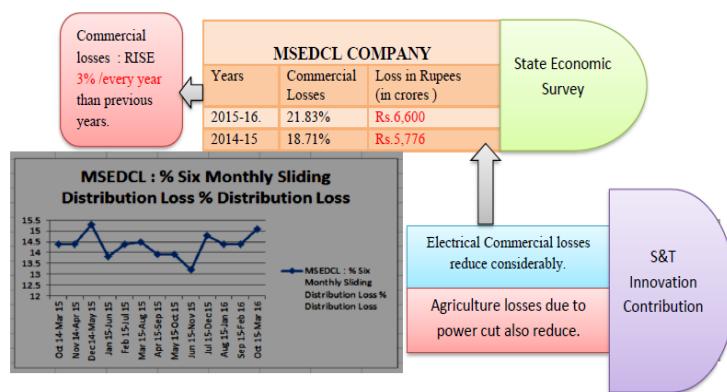 Commercial
losses : RISE
3% /every year
than previous
years.
MSEDCL COMPANY
Years Commercial Losses Loss in Rupees (in crores )
2015-16. 21.83% Rs.6,600
2014-15 18.71% Rs.5,776
State Economic
Survey
MSEDCL : % Six Monthly Sliding
Distribution Loss % Distribution Loss
15.5
15
14.5
14
13.5
13
12.5
12
Oct 14-Mar 15
Nov 14-Apr 15
Dec 14-May 15
Jan 15-Jun 15
Feb 15-Jul 15
Mar 15-Aug 15
Apr 15-Sep 15
May 15-Oct 15
Jun 15-Nov 15
Jul 15-Dec 15
Aug 15-Jan 16
Sep 15-Feb 16
Oct 15-Mar 16
MSEDCL : % Six
Monthly Sliding
Distribution Loss %
Distribution Loss
Electrical Commercial losses
reduce considerably.
Agriculture losses due to
power cut also reduce.
S&T
Innovation
Contribution